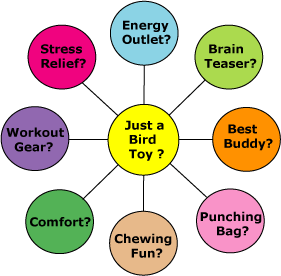 Energy
Outlet?
Stress
Relief?
Brain
Teaser?
Workout
Gear?
Just a
Bird
Toy ?
Best
Buddy?
Comfort?
Chewing
Fun?
Punching
Bag?